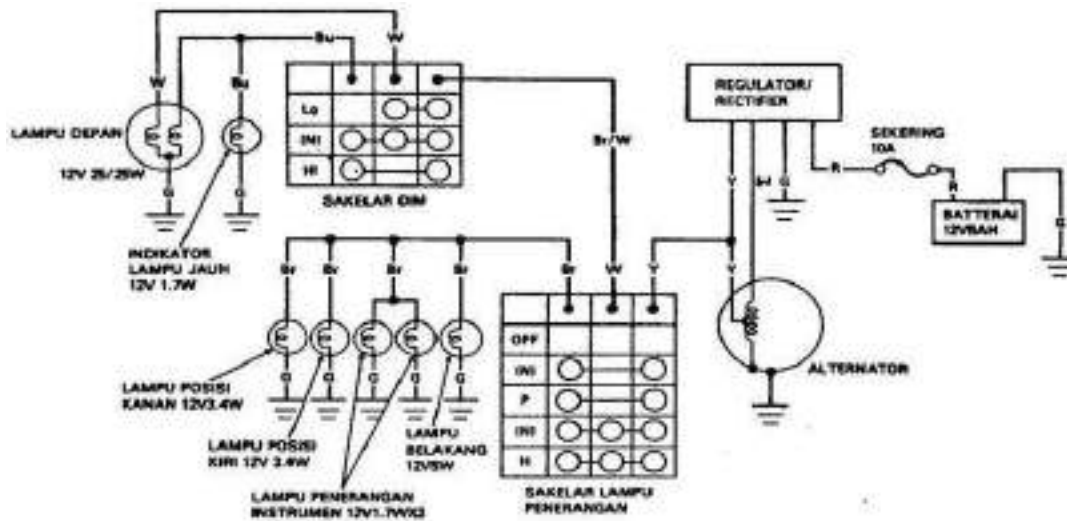 Bu
W
W
Bu
LAMPU DEPAN
12V 25/25W
G
G
Lo
(N)
HI
SAKELAR DIM
Br/W
REGULATOR/
RECTIFIER
SEKERING
10A
Y
G
R
R
BATTERAI
G
INDIKATOR
LAMPU JAUH
12V 1.7W
Br
Br
Br
Br
Br
W
Y
Y
OFF
(N)
P
(N)
H
ALTERNATOR
G
G
G
G
G
LAMPU POSISI
KANAN 12V3.4W
LAMPU POSISI
KIRI 12V 3.4W
LAMPU PENERANGAN
INSTRUMEN 12V1.7WX2
LAMPU
BELAKANG
12V5W
SAKELAR LAMPU
PENERANGAN